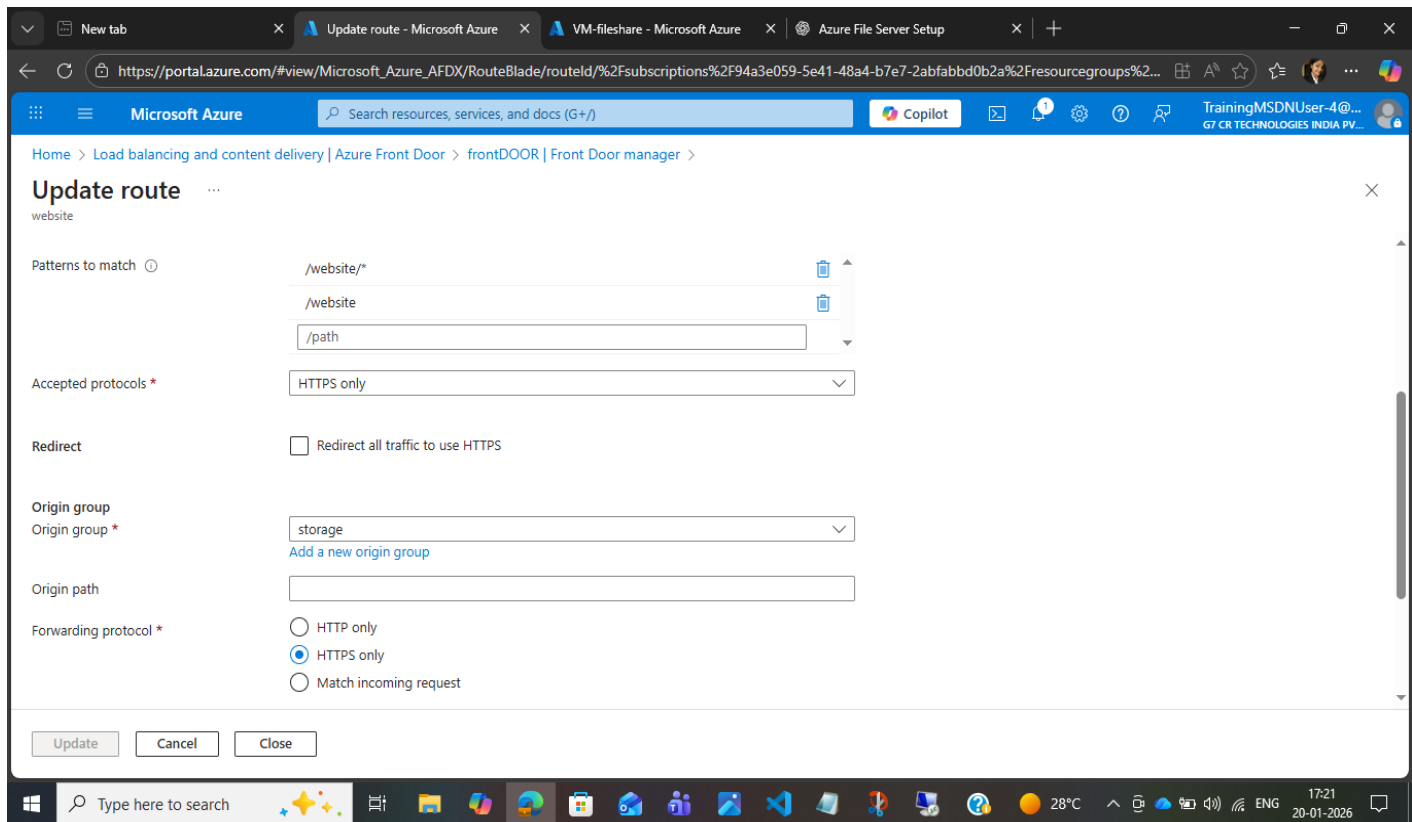 New tab
Update route - Microsoft Azure
VM-fileshare - Microsoft Azure
Azure File Server Setup
https://portal.azure.com/#view/Microsoft_Azure_AFDX/RouteBlade/routeId/%2Fsubscriptions%2F94a3e059-5e41-48a4-b7e7-2abfabbd0b2a%2Fresourcegroups%2...
Microsoft Azure
Search resources, services, and docs (G+/)
Copilot
1
TrainingMSDNUser-4@...
G7 CR TECHNOLOGIES INDIA PV...
Home > Load balancing and content delivery | Azure Front Door > frontDOOR | Front Door manager >
Update route ...
website
Patterns to match
/website/*
/website
/path
Accepted protocols *
HTTPS only
Redirect
Redirect all traffic to use HTTPS
Origin group
Origin group *
storage
Add a new origin group
Origin path
Forwarding protocol *
HTTP only
HTTPS only
Match incoming request
Update
Cancel
Close
Type here to search
28°C
ENG
17:21
20-01-2026